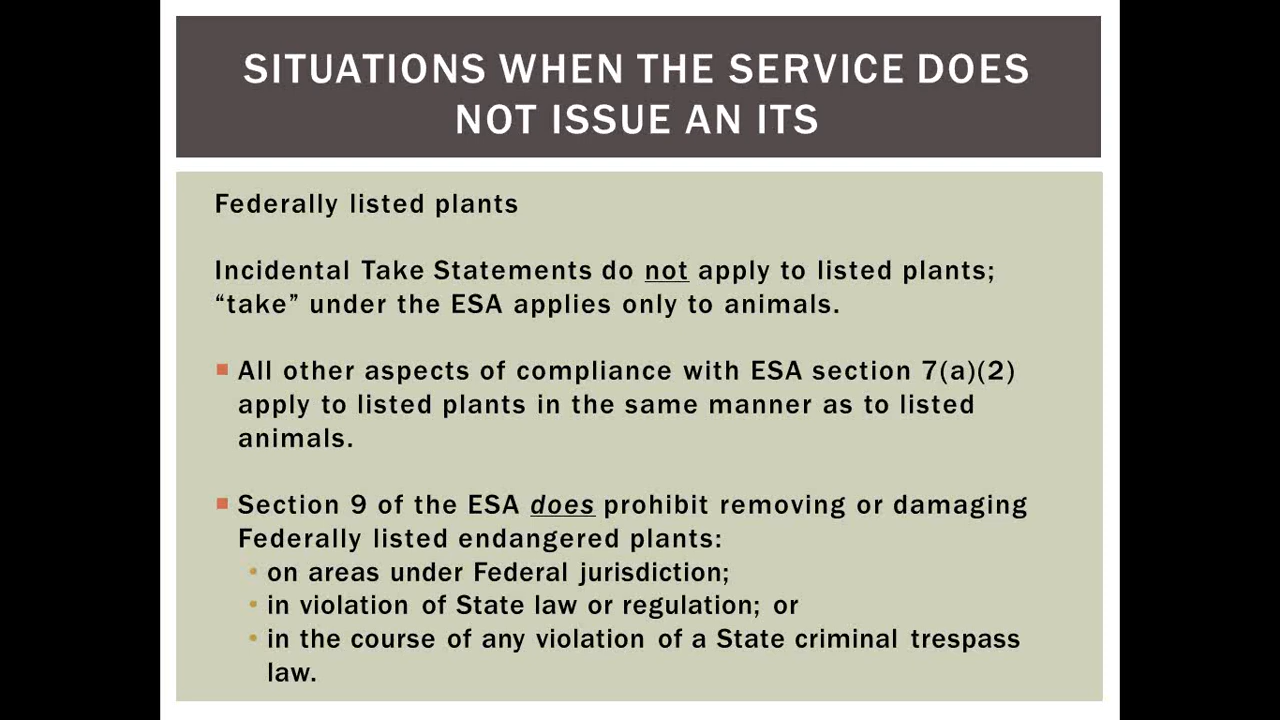 SITUATIONS WHEN THE SERVICE DOES
NOT ISSUE AN ITS
Federally listed plants
Incidental Take Statements do not apply to listed plants;
“take” under the ESA applies only to animals.
All other aspects of compliance with ESA section 7(a)(2)
apply to listed plants in the same manner as to listed
animals.
Section 9 of the ESA does prohibit removing or damaging
Federally listed endangered plants:
on areas under Federal jurisdiction;
in violation of State law or regulation; or
in the course of any violation of a State criminal trespass
law.